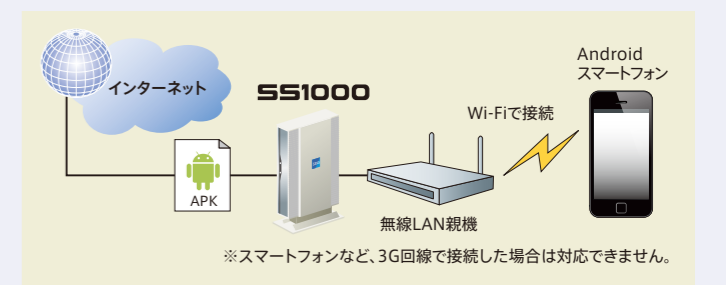 インターネット
SS1000
Android
スマートフォン
Wi-Fiで接続
APK
無線LAN親機
※スマートフォンなど、3G回線で接続した場合は対応できません。